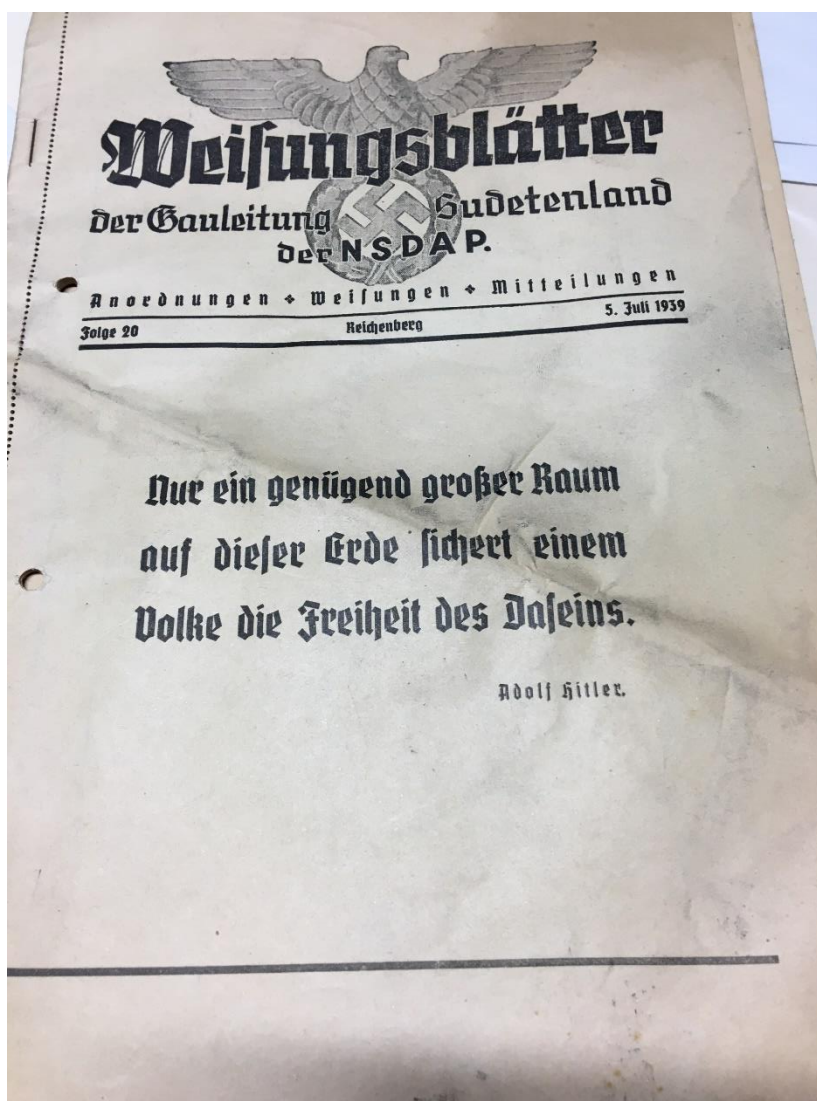 Weisungsblätter
der Gauleitung Sudetenland
der NSDAP.
Anordnungen ✦ Weisungen ✦ Mitteilungen
Folge 20 Reichenberg 5. Juli 1939
Nur ein genügend großer Raum
auf dieser Erde sichert einem
Volke die Freiheit des Daseins.
Adolf Hitler.